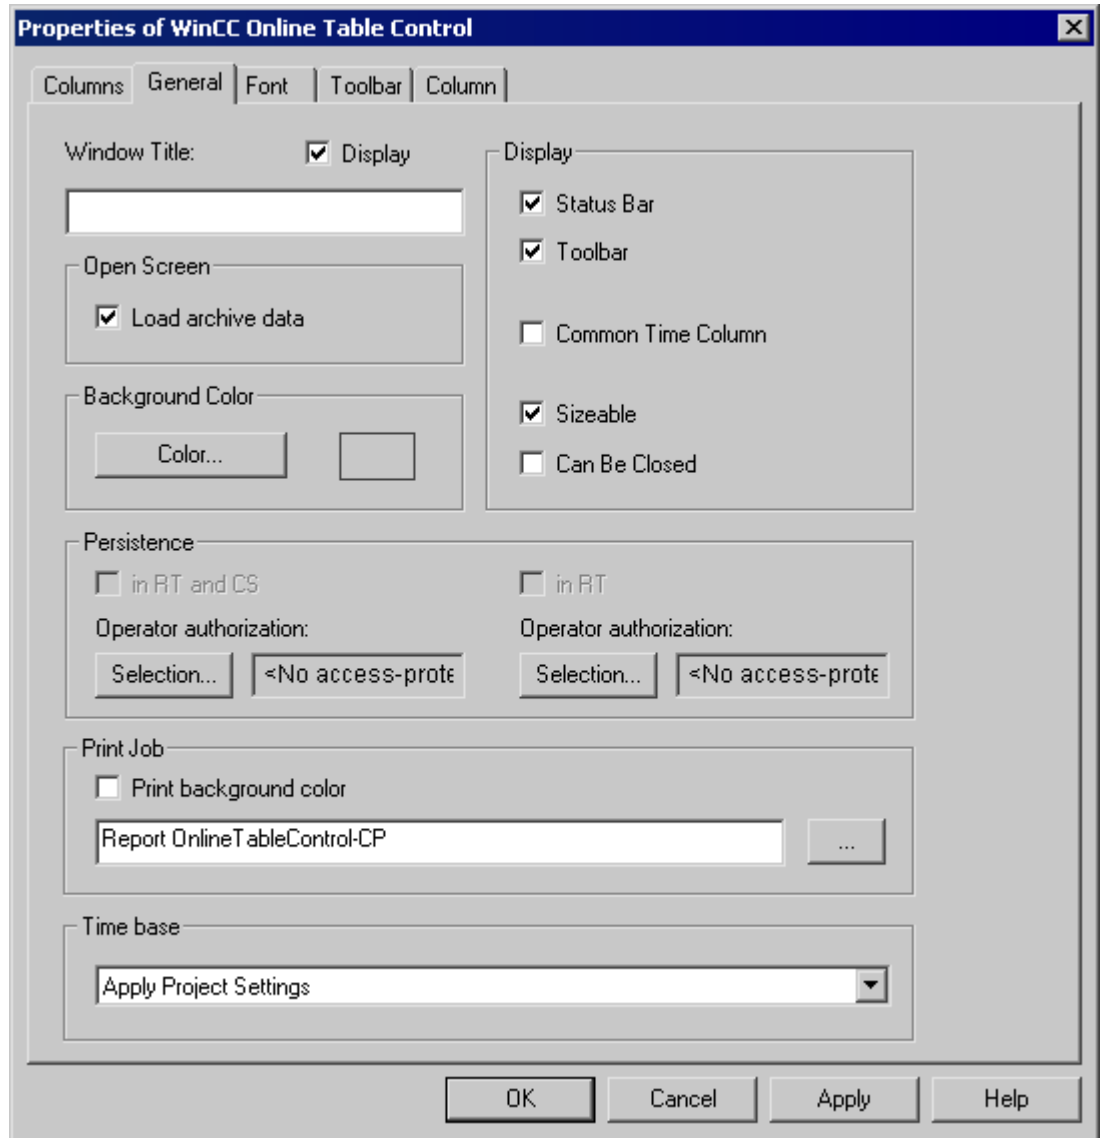 Properties of WinCC Online Table Control
Columns General Font Toolbar Column
Window Title: Display
Display
Status Bar
Toolbar
Common Time Column
Sizeable
Can Be Closed
Open Screen
Load archive data
Background Color
Color...
Persistence
in RT and CS in RT
Operator authorization: Operator authorization:
Selection... <No access-prote Selection... <No access-prote
Print Job
Print background color
Report OnlineTableControl-CP ...
Time base
Apply Project Settings
OK Cancel Apply Help